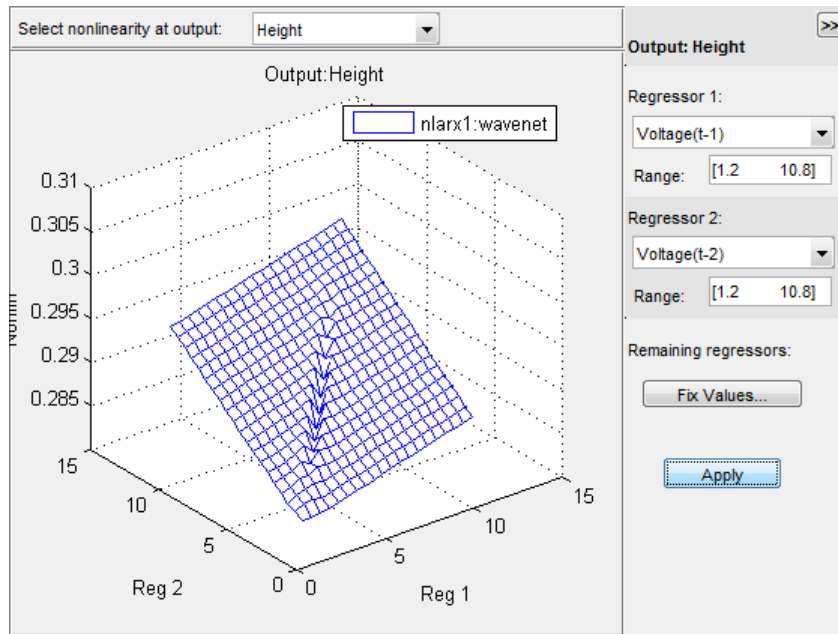 Select nonlinearity at output:
Height
Output:Height
nlarx1:wavenet
0.31
0.305
0.3
0.295
0.29
0.285
15
10
5
0
0
5
10
15
Reg 2
Reg 1
>>
Output: Height
Regressor 1:
Voltage(t-1)
Range:
[1.2 10.8]
Regressor 2:
Voltage(t-2)
Range:
[1.2 10.8]
Remaining regressors:
Fix Values...
Apply